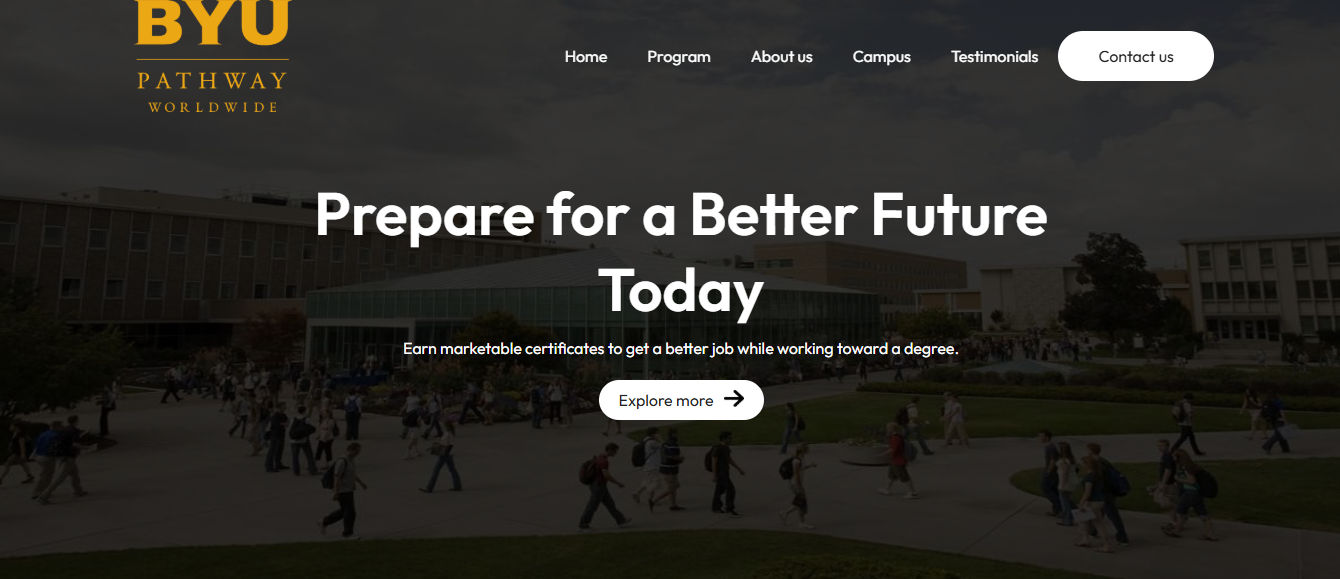 BYU
PATHWAY
WORLDWIDE
Home Program About us Campus Testimonials Contact us
Prepare for a Better Future
Today
Earn marketable certificates to get a better job while working toward a degree.
Explore more